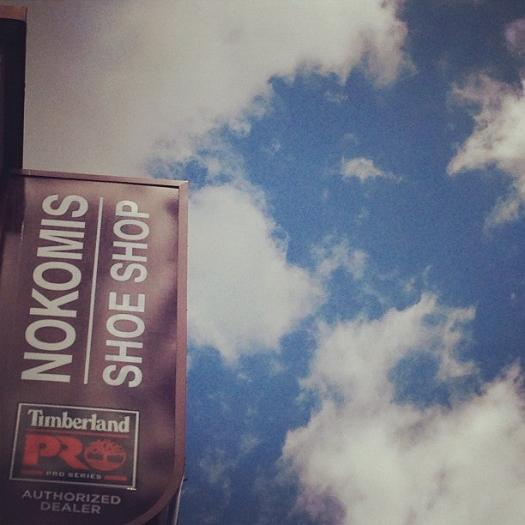 NOKOMIS
SHOE SHOP
Timberland
PRO
PRO SERIES
AUTHORIZED
DEALER